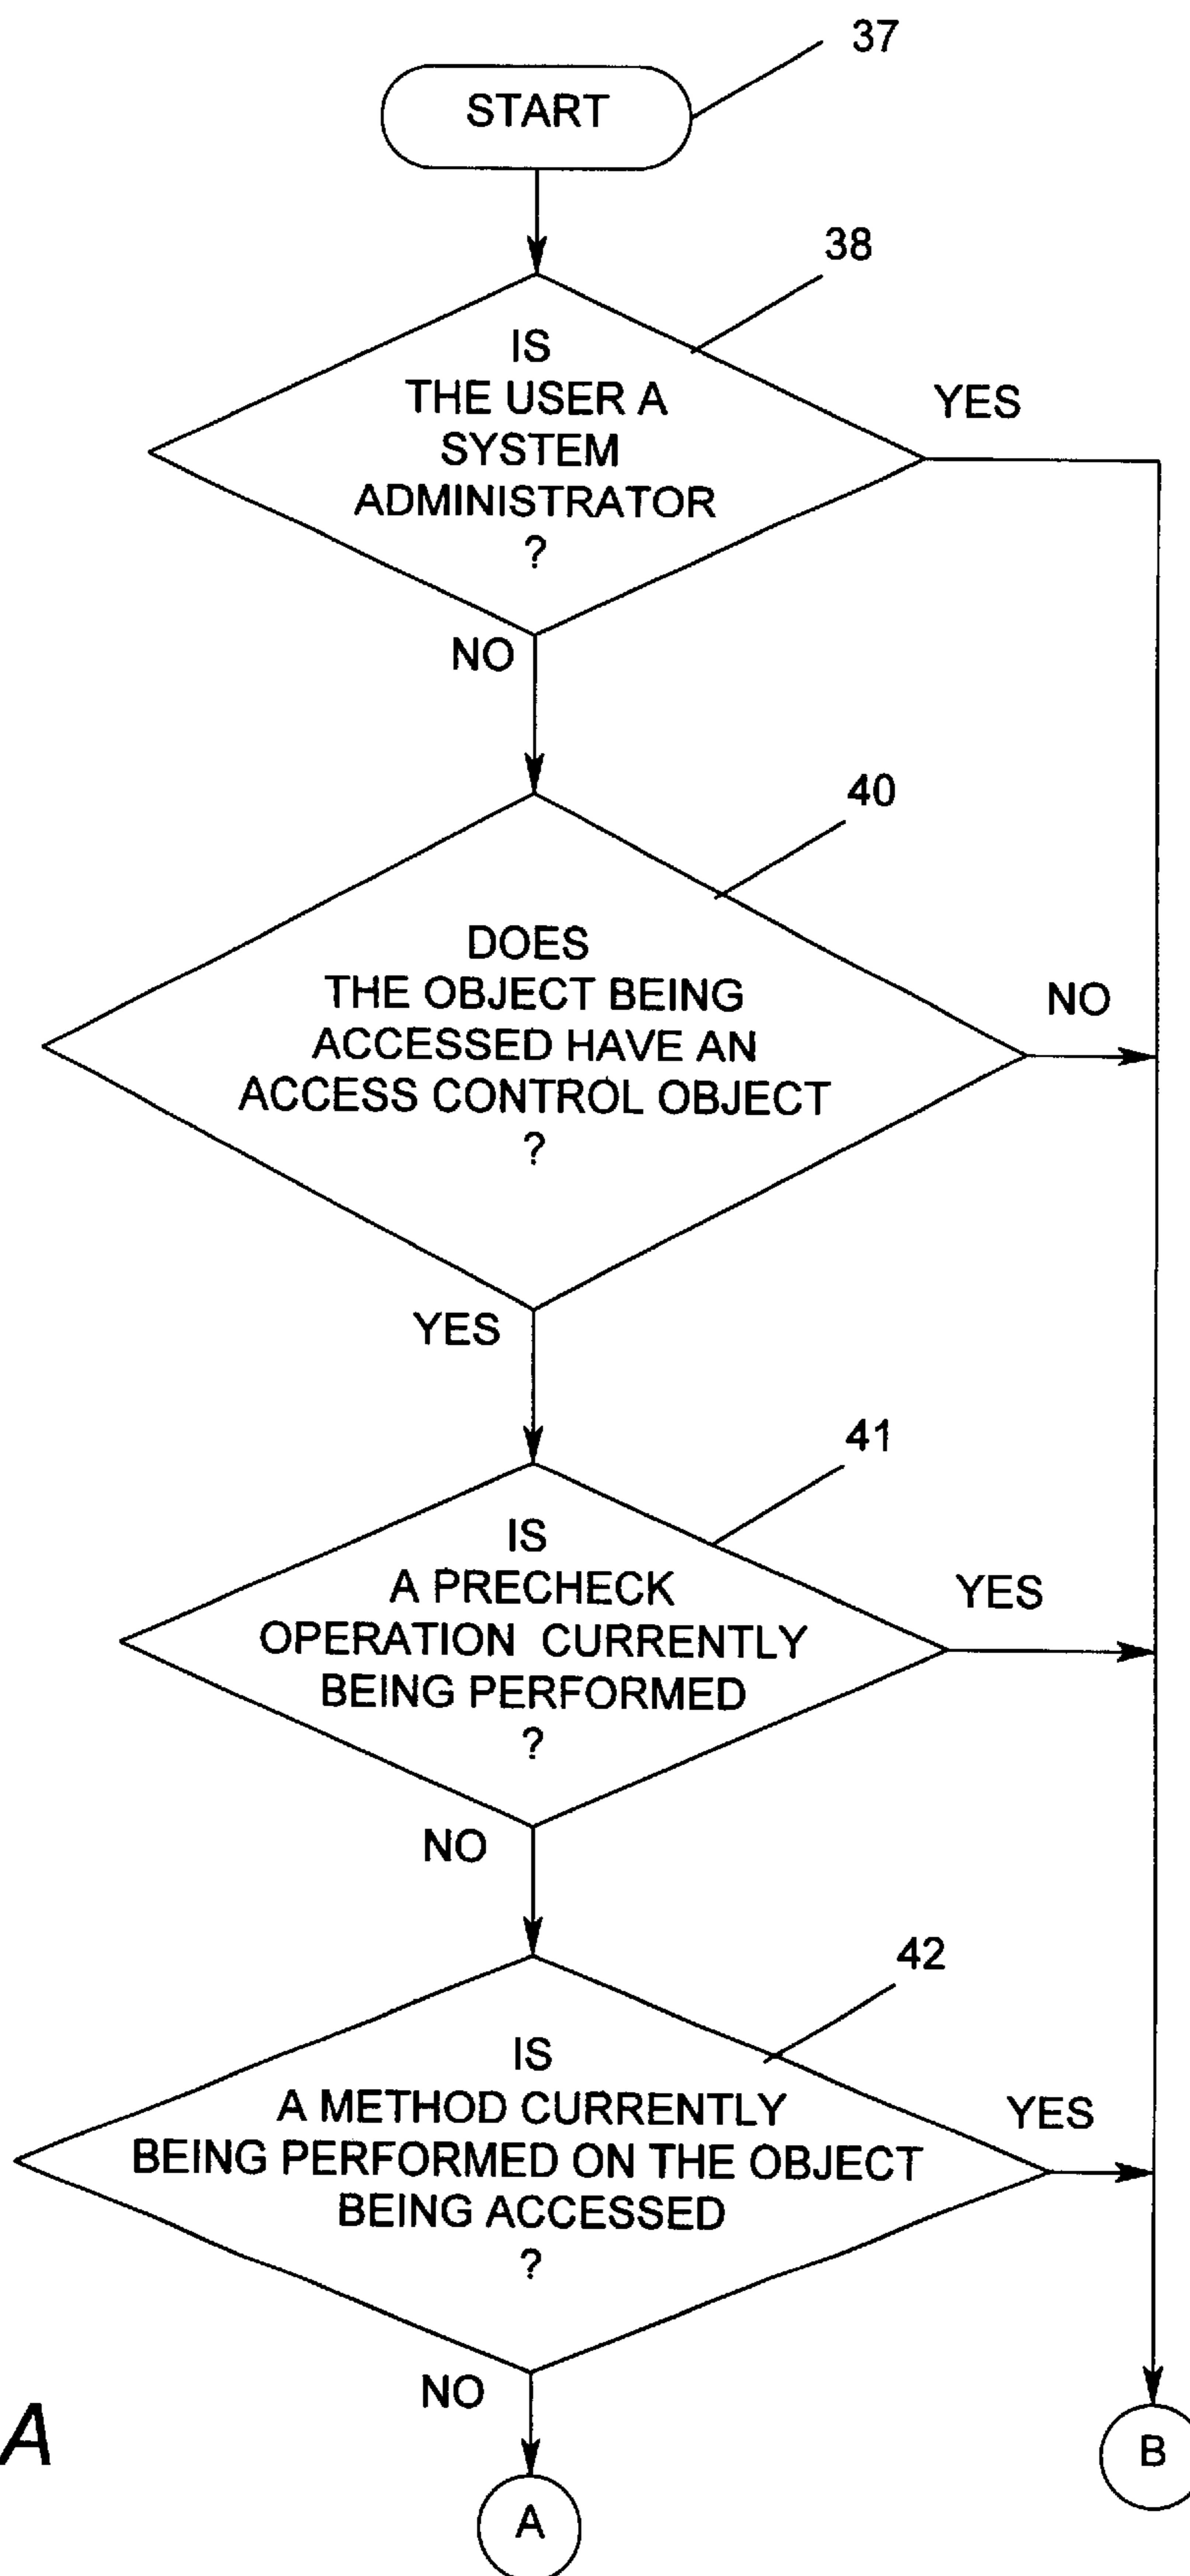 37
START
38
IS
THE USER A
SYSTEM
ADMINISTRATOR
?
YES
NO
40
DOES
THE OBJECT BEING
ACCESSED HAVE AN
ACCESS CONTROL OBJECT
?
NO
YES
41
IS
A PRECHECK
OPERATION CURRENTLY
BEING PERFORMED
?
YES
NO
42
IS
A METHOD CURRENTLY
BEING PERFORMED ON THE OBJECT
BEING ACCESSED
?
YES
NO
A
B
A